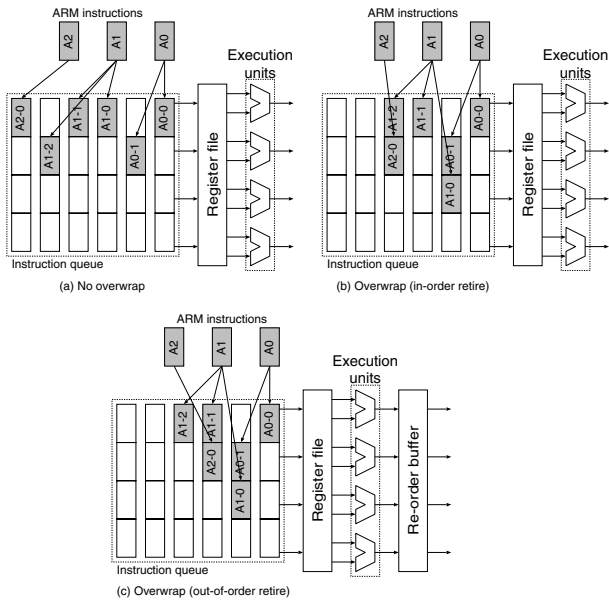 ARM instructions
A2
A1
A0
Execution
units
A2-0
A1-1
A1-0
A0-0
A1-2
A0-1
Register file
Instruction queue
(a) No overwrap
ARM instructions
A2
A1
A0
Execution
units
A1-2
A1-1
A0-0
A2-0
A0-1
A1-0
Register file
Instruction queue
(b) Overwrap (in-order retire)
ARM instructions
A2
A1
A0
Execution
units
A1-2
A1-1
A0-0
A2-0
A0-1
A1-0
Register file
Re-order buffer
Instruction queue
(c) Overwrap (out-of-order retire)